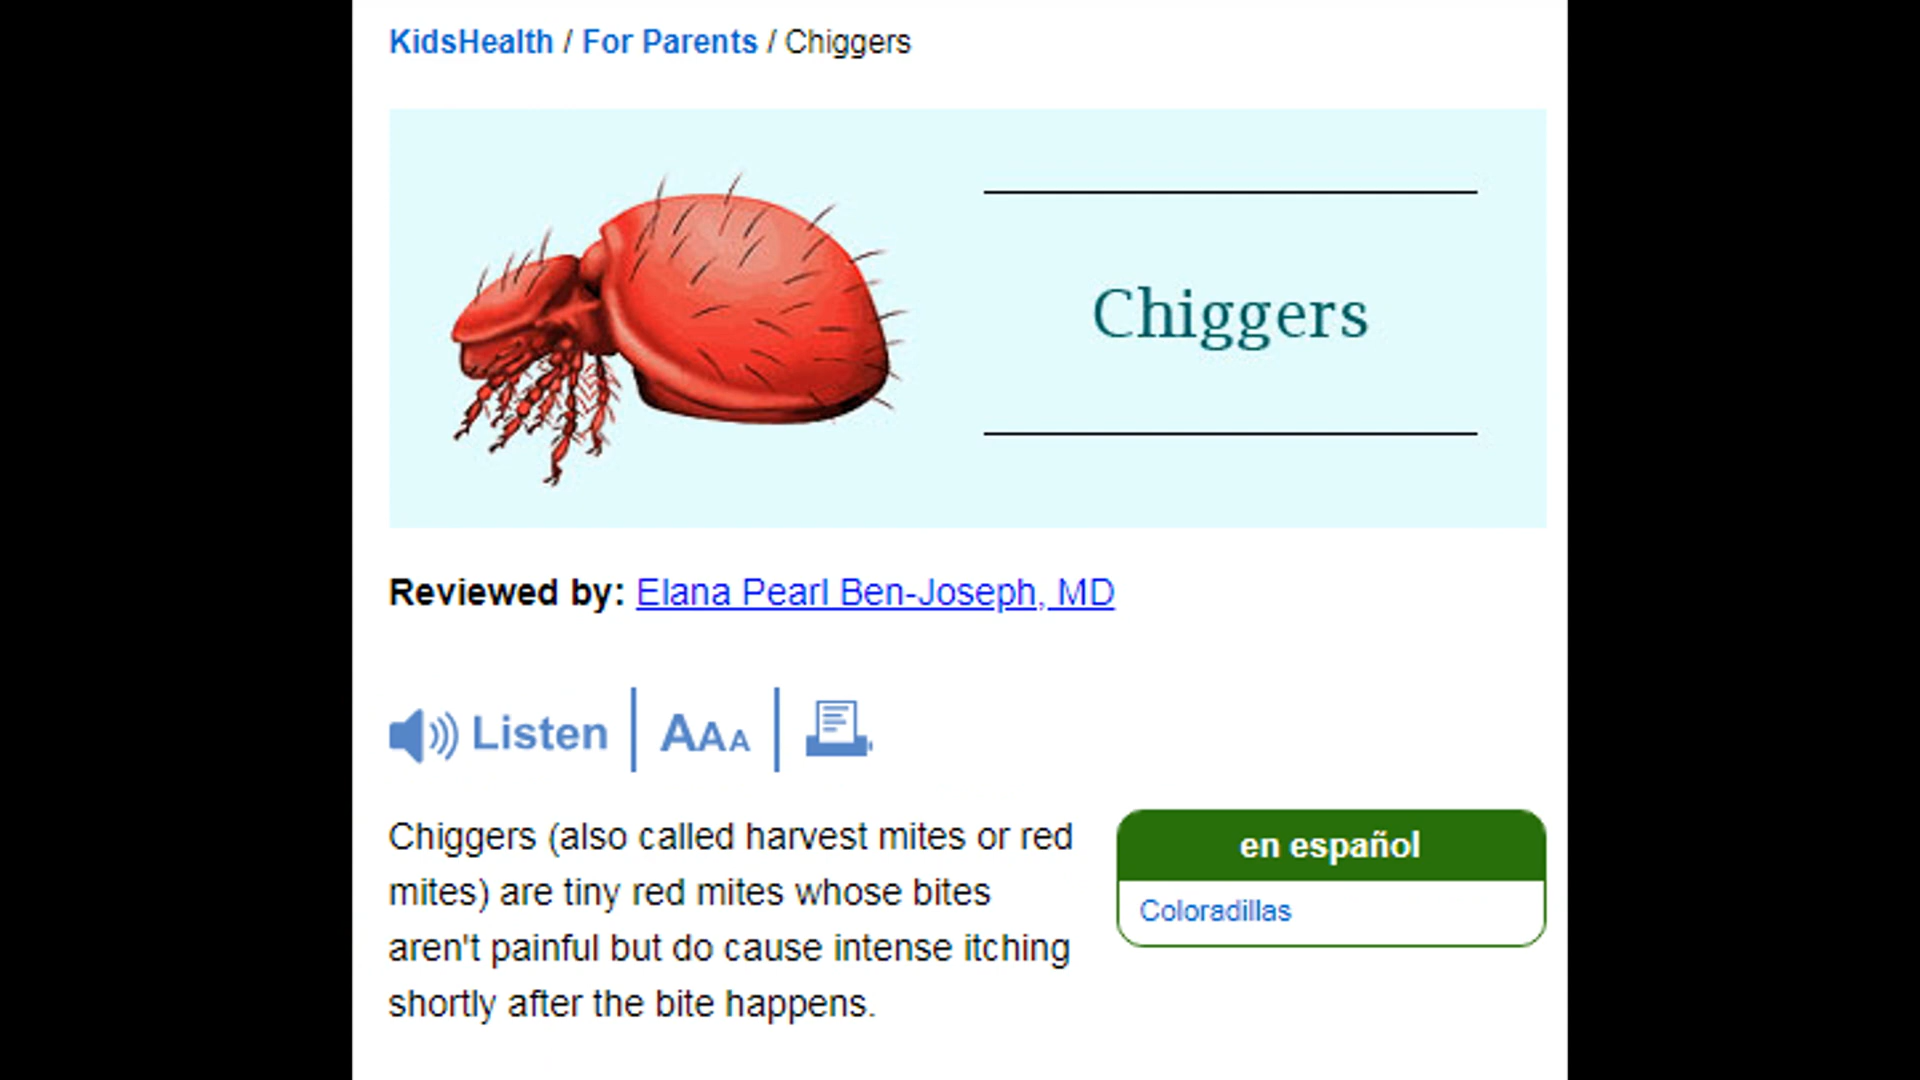 KidsHealth / For Parents / Chiggers
Chiggers
Reviewed by: Elana Pearl Ben-Joseph, MD
Listen | AAA |
Chiggers (also called harvest mites or red
mites) are tiny red mites whose bites
aren't painful but do cause intense itching
shortly after the bite happens.
en español
Coloradillas